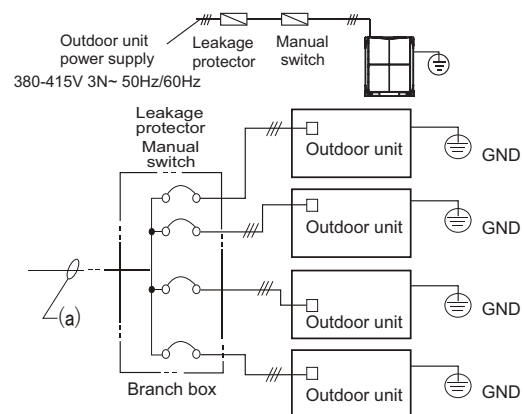 Outdoor unit
power supply
380-415V 3N~ 50Hz/60Hz
Leakage
protector
Manual
switch
Leakage
protector
Manual
switch
Outdoor unit
GND
Outdoor unit
GND
Outdoor unit
GND
Outdoor unit
GND
(a)
Branch box